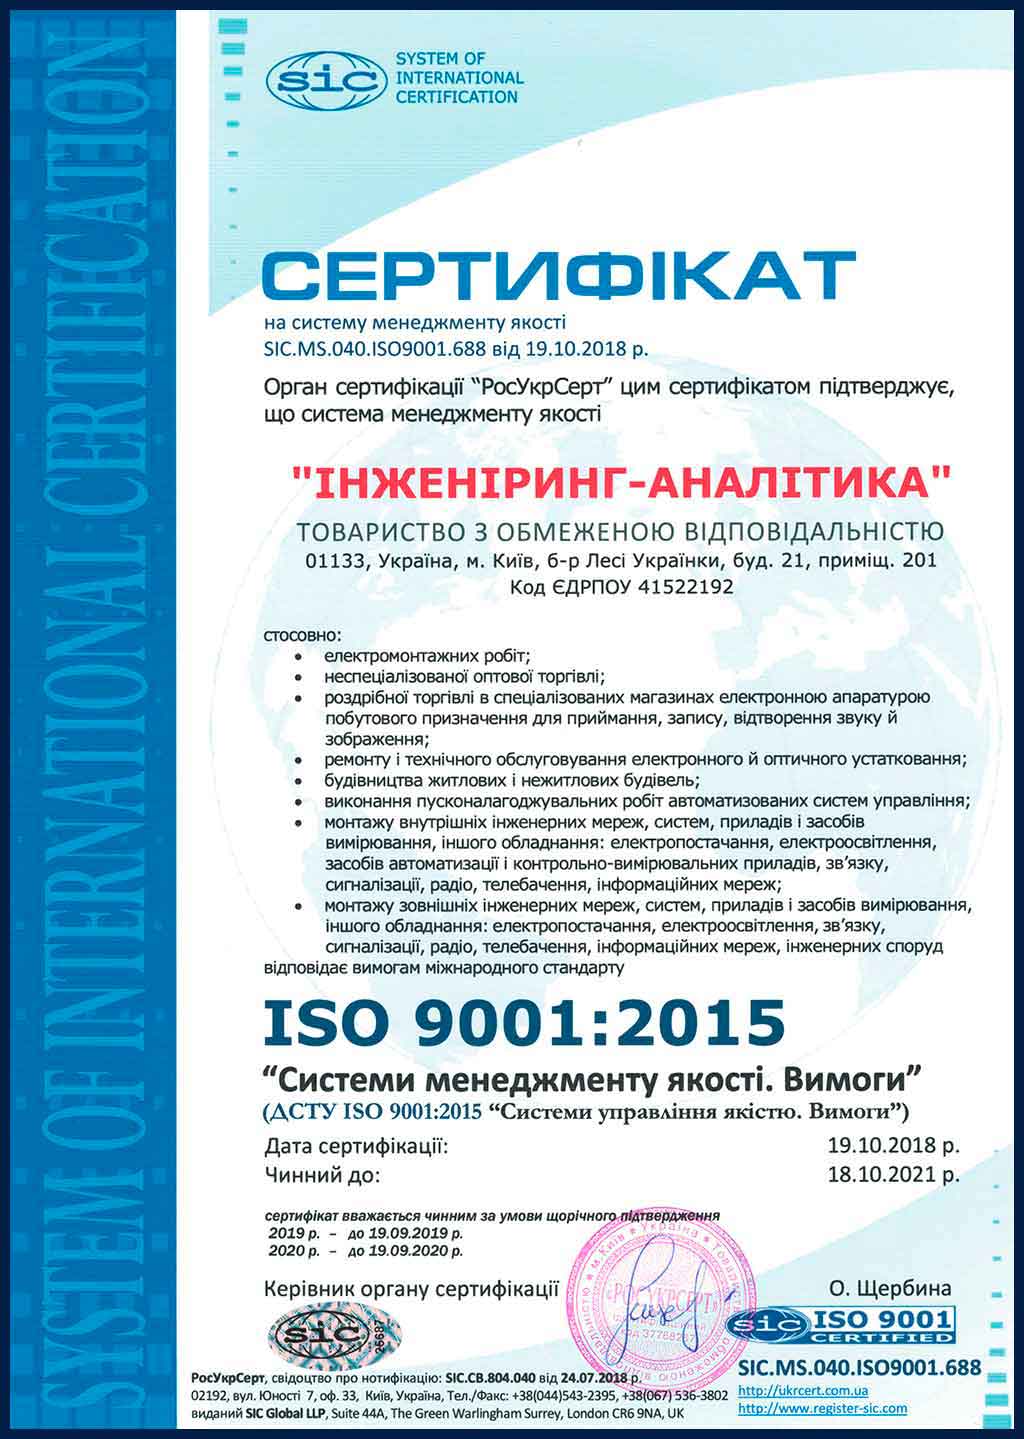 SYSTEM OF INTERNATIONAL CERTIFICATION
sic
SYSTEM OF
INTERNATIONAL
CERTIFICATION
СЕРТИФІКАТ
на систему менеджменту якості
SIC.MS.040.ISO9001.688 від 19.10.2018 р.
Орган сертифікації “РосУкрСерт” цим сертифікатом підтверджує,
що система менеджменту якості
"ІНЖЕНІРИНГ-АНАЛІТИКА"
ТОВАРИСТВО З ОБМЕЖЕНОЮ ВІДПОВІДАЛЬНІСТЮ
01133, Україна, м. Київ, б-р Лесі Українки, буд. 21, приміщ. 201
Код ЄДРПОУ 41522192
стосовно:
• електромонтажних робіт;
• неспеціалізованої оптової торгівлі;
• роздрібної торгівлі в спеціалізованих магазинах електронною апаратурою
побутового призначення для приймання, запису, відтворення звуку й
зображення;
• ремонту і технічного обслуговування електронного й оптичного устатковання;
• будівництва житлових і нежитлових будівель;
• виконання пусконалагоджувальних робіт автоматизованих систем управління;
• монтажу внутрішніх інженерних мереж, систем, приладів і засобів
вимірювання, іншого обладнання: електропостачання, електроосвітлення,
засобів автоматизації і контрольно-вимірювальних приладів, зв’язку,
сигналізації, радіо, телебачення, інформаційних мереж;
• монтажу зовнішніх інженерних мереж, систем, приладів і засобів вимірювання,
іншого обладнання: електропостачання, електроосвітлення, зв’язку,
сигналізації, радіо, телебачення, інформаційних мереж, інженерних споруд
відповідає вимогам міжнародного стандарту
ISO 9001:2015
“Системи менеджменту якості. Вимоги”
(ДСТУ ISO 9001:2015 “Системи управління якістю. Вимоги”)
Дата сертифікації: 19.10.2018 р.
Чинний до: 18.10.2021 р.
сертифікат вважається чинним за умови щорічного підтвердження
2019 р. – до 19.09.2019 р.
2020 р. – до 19.09.2020 р.
Керівник органу сертифікації О. Щербина
м.Київ ★ Україна ★
"РОСУКРСЕРТ"
sic 25687
sic ISO 9001
CERTIFIED
SIC.MS.040.ISO9001.688
РосУкрСерт, свідоцтво про нотифікацію: SIC.CB.804.040 від 24.07.2018 р.
02192, вул. Юності 7, оф. 33, Київ, Україна, Тел./Факс: +38(044)543-2395, +38(067) 536-3802
виданий SIC Global LLP, Suite 44A, The Green Warlingham Surrey, London CR6 9NA, UK
http://ukrcert.com.ua
http://www.register-sic.com